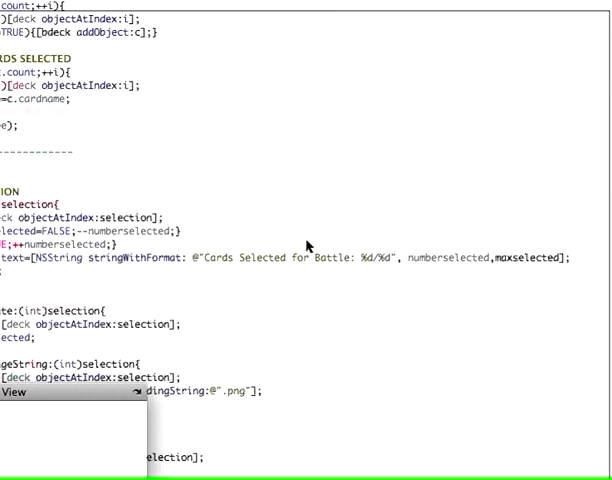 count;++i){
)[deck objectAtIndex:i];
TRUE){[bdeck addObject:c];}
RDS SELECTED
.count;++i){
)[deck objectAtIndex:i];
=c.cardname;
e);
------------
ION
selection{
ck objectAtIndex:selection];
lected=FALSE;--numberselected;}
E;++numberselected;}
text=[NSString stringWithFormat: @"Cards Selected for Battle: %d/%d", numberselected,maxselected];
;
te:(int)selection{
[deck objectAtIndex:selection];
ected;
geString:(int)selection{
[deck objectAtIndex:selection];
View
dingString:@".png"];
election];